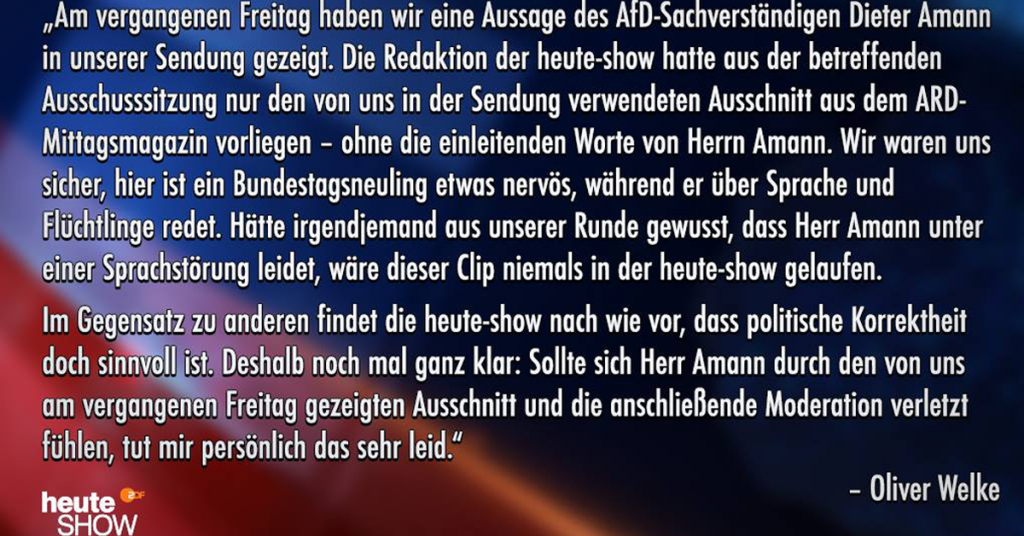 „Am vergangenen Freitag haben wir eine Aussage des AfD-Sachverständigen Dieter Amann
in unserer Sendung gezeigt. Die Redaktion der heute-show hatte aus der betreffenden
Ausschusssitzung nur den von uns in der Sendung verwendeten Ausschnitt aus dem ARD-
Mittagsmagazin vorliegen – ohne die einleitenden Worte von Herrn Amann. Wir waren uns
sicher, hier ist ein Bundestagsneuling etwas nervös, während er über Sprache und
Flüchtlinge redet. Hätte irgendjemand aus unserer Runde gewusst, dass Herr Amann unter
einer Sprachstörung leidet, wäre dieser Clip niemals in der heute-show gelaufen.
Im Gegensatz zu anderen findet die heute-show nach wie vor, dass politische Korrektheit
doch sinnvoll ist. Deshalb noch mal ganz klar: Sollte sich Herr Amann durch den von uns
am vergangenen Freitag gezeigten Ausschnitt und die anschließende Moderation verletzt
fühlen, tut mir persönlich das sehr leid.“
– Oliver Welke
heute ZDF
SHOW